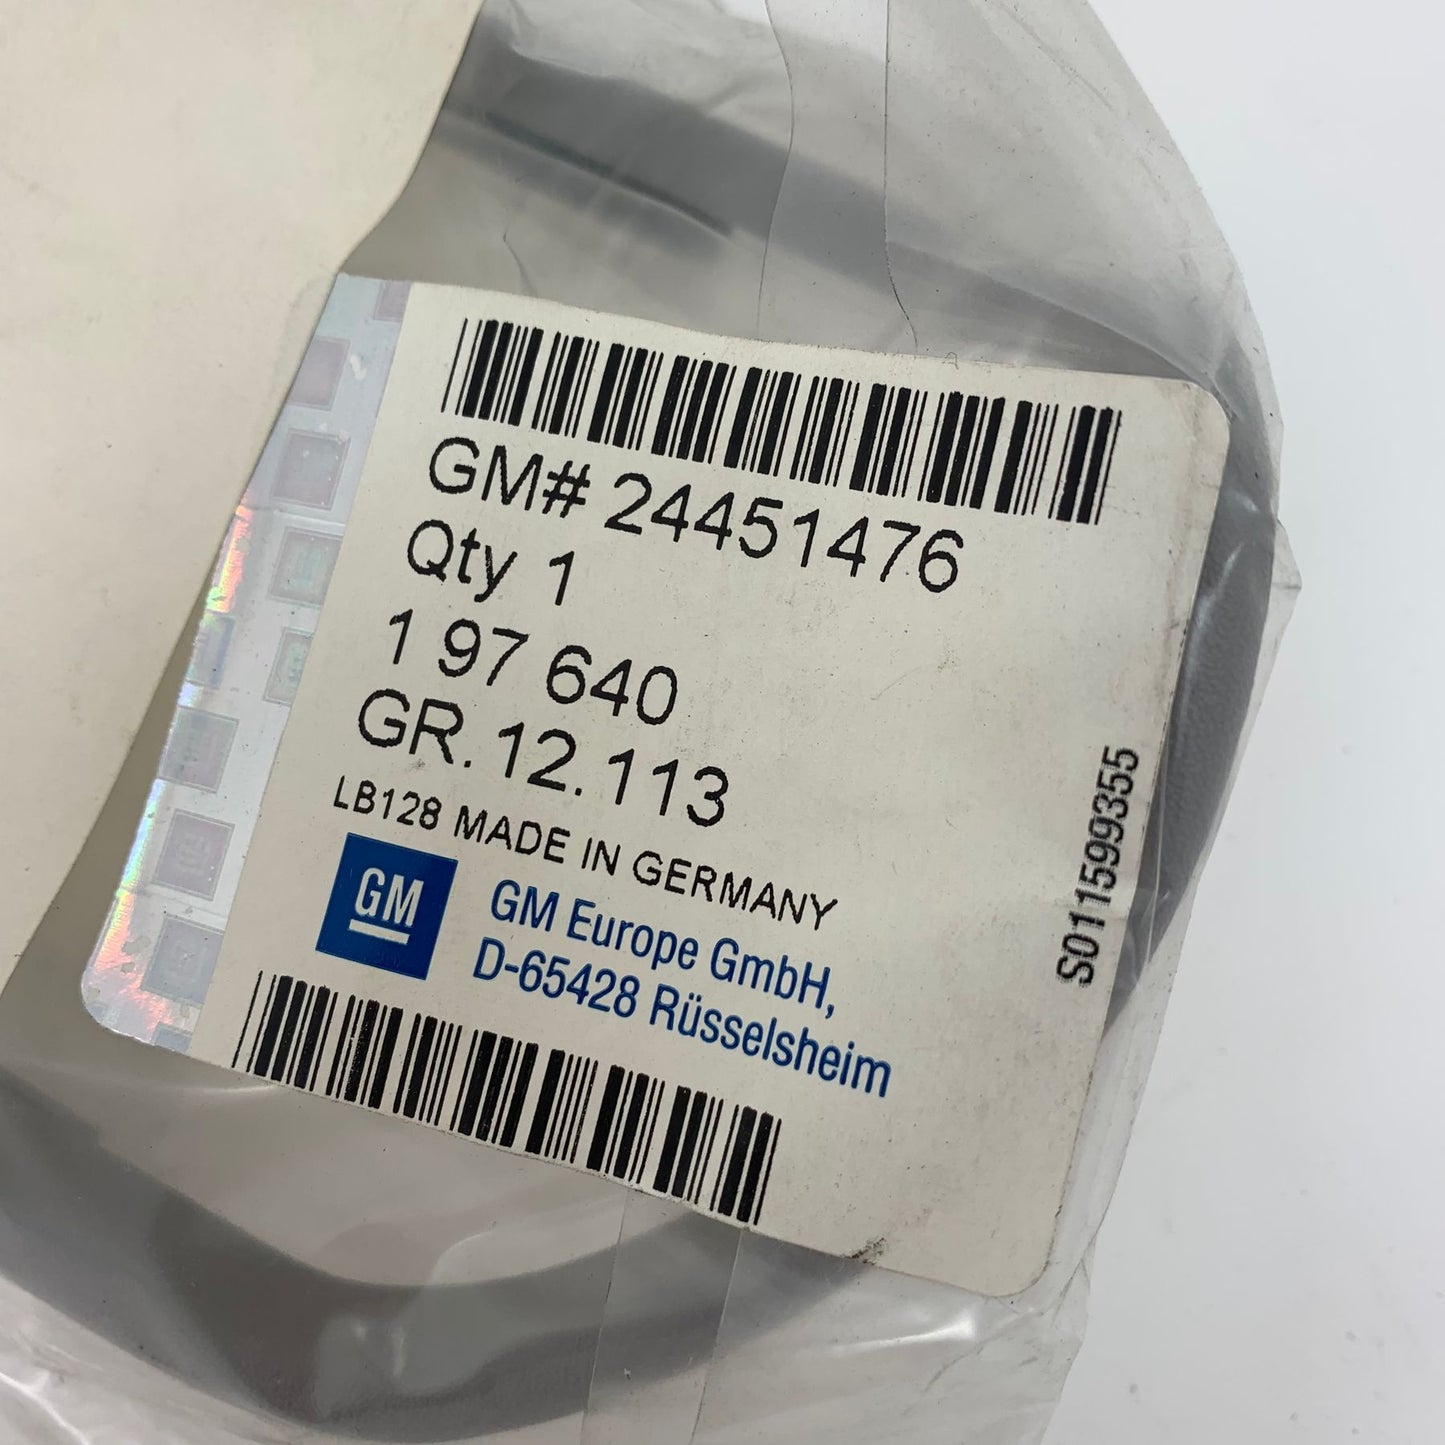 GM# 24451476
Qty 1
1 97 640
GR. 12.113
LB128 MADE IN GERMANY
GM
GM Europe GmbH,
D-65428 Rüsselsheim
S011599355